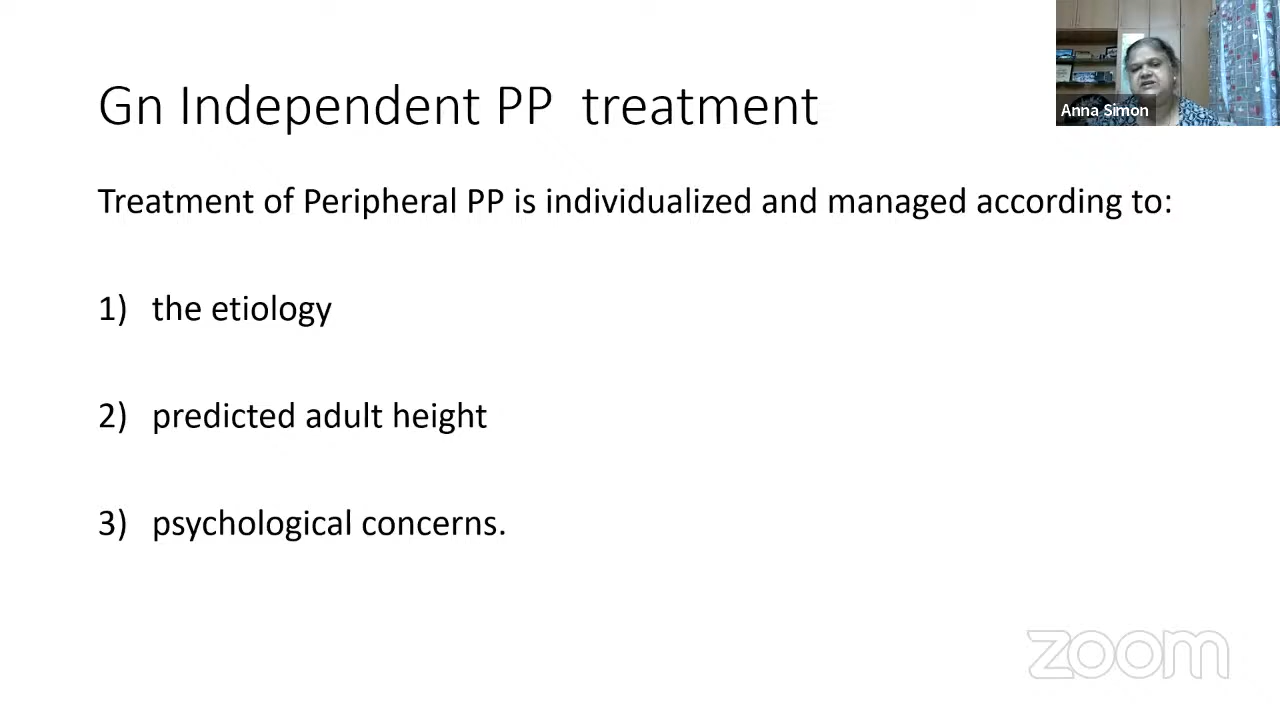 Gn Independent PP treatment
Anna Simon
Treatment of Peripheral PP is individualized and managed according to:
1) the etiology
2) predicted adult height
3) psychological concerns.
zoom